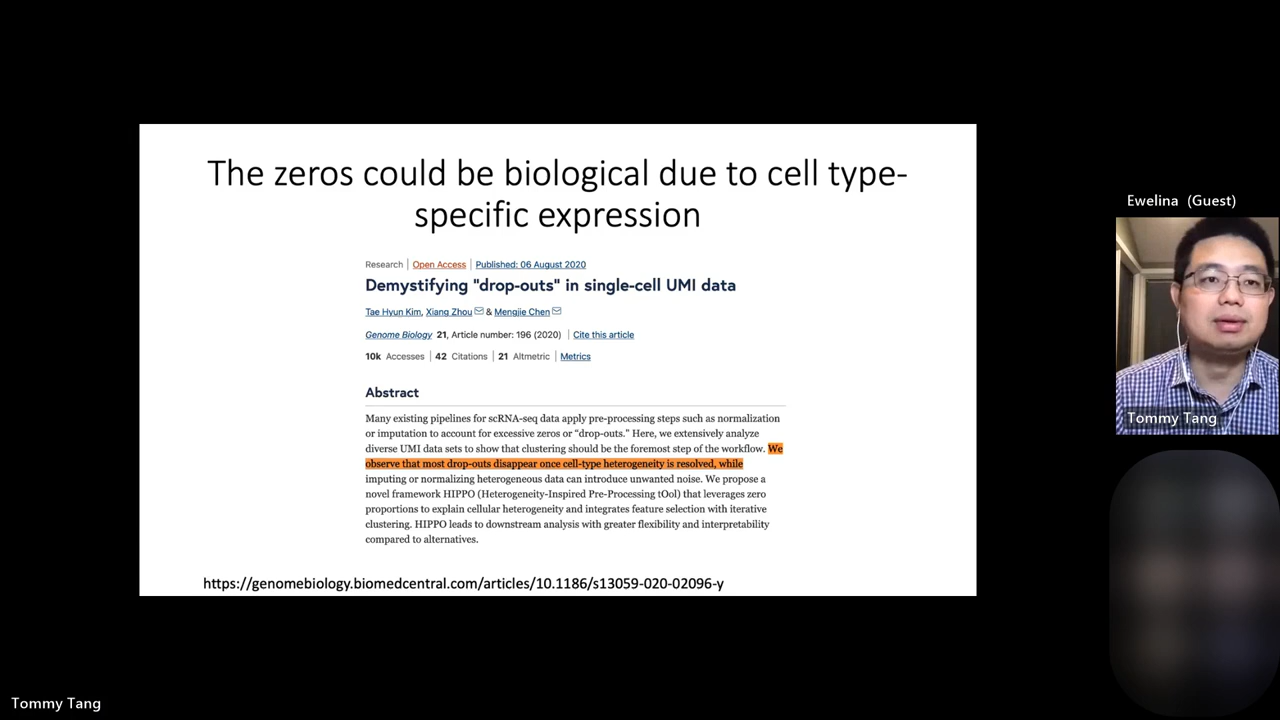 The zeros could be biological due to cell type-
specific expression
Research | Open Access | Published: 06 August 2020
Demystifying "drop-outs" in single-cell UMI data
Tae Hyun Kim, Xiang Zhou & Mengjie Chen
Genome Biology 21, Article number: 196 (2020) | Cite this article
10k Accesses | 42 Citations | 21 Altmetric | Metrics
Abstract
Many existing pipelines for scRNA-seq data apply pre-processing steps such as normalization
or imputation to account for excessive zeros or “drop-outs.” Here, we extensively analyze
diverse UMI data sets to show that clustering should be the foremost step of the workflow. We
observe that most drop-outs disappear once cell-type heterogeneity is resolved, while
imputing or normalizing heterogeneous data can introduce unwanted noise. We propose a
novel framework HIPPO (Heterogeneity-Inspired Pre-Processing tOol) that leverages zero
proportions to explain cellular heterogeneity and integrates feature selection with iterative
clustering. HIPPO leads to downstream analysis with greater flexibility and interpretability
compared to alternatives.
https://genomebiology.biomedcentral.com/articles/10.1186/s13059-020-02096-y
Ewelina (Guest)
Tommy Tang
Tommy Tang